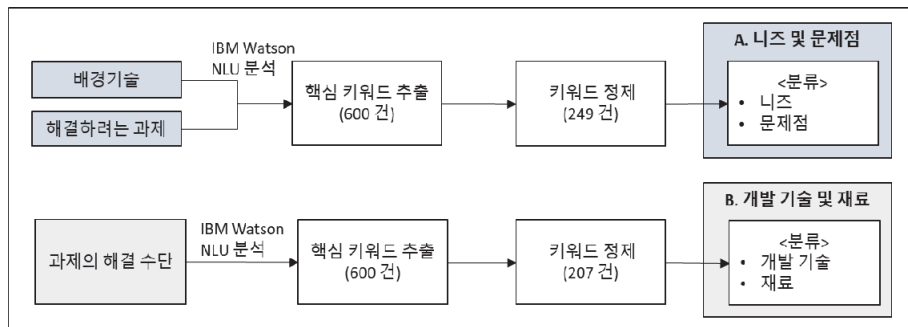 A. 니즈 및 문제점
IBM Watson
NLU 분석
배경기술
해결하려는 과제
핵심 키워드 추출
(600 건)
키워드 정제
(249 건)
<분류>
• 니즈
• 문제점
B. 개발 기술 및 재료
IBM Watson
NLU 분석
과제의 해결 수단
핵심 키워드 추출
(600 건)
키워드 정제
(207 건)
<분류>
• 개발 기술
• 재료